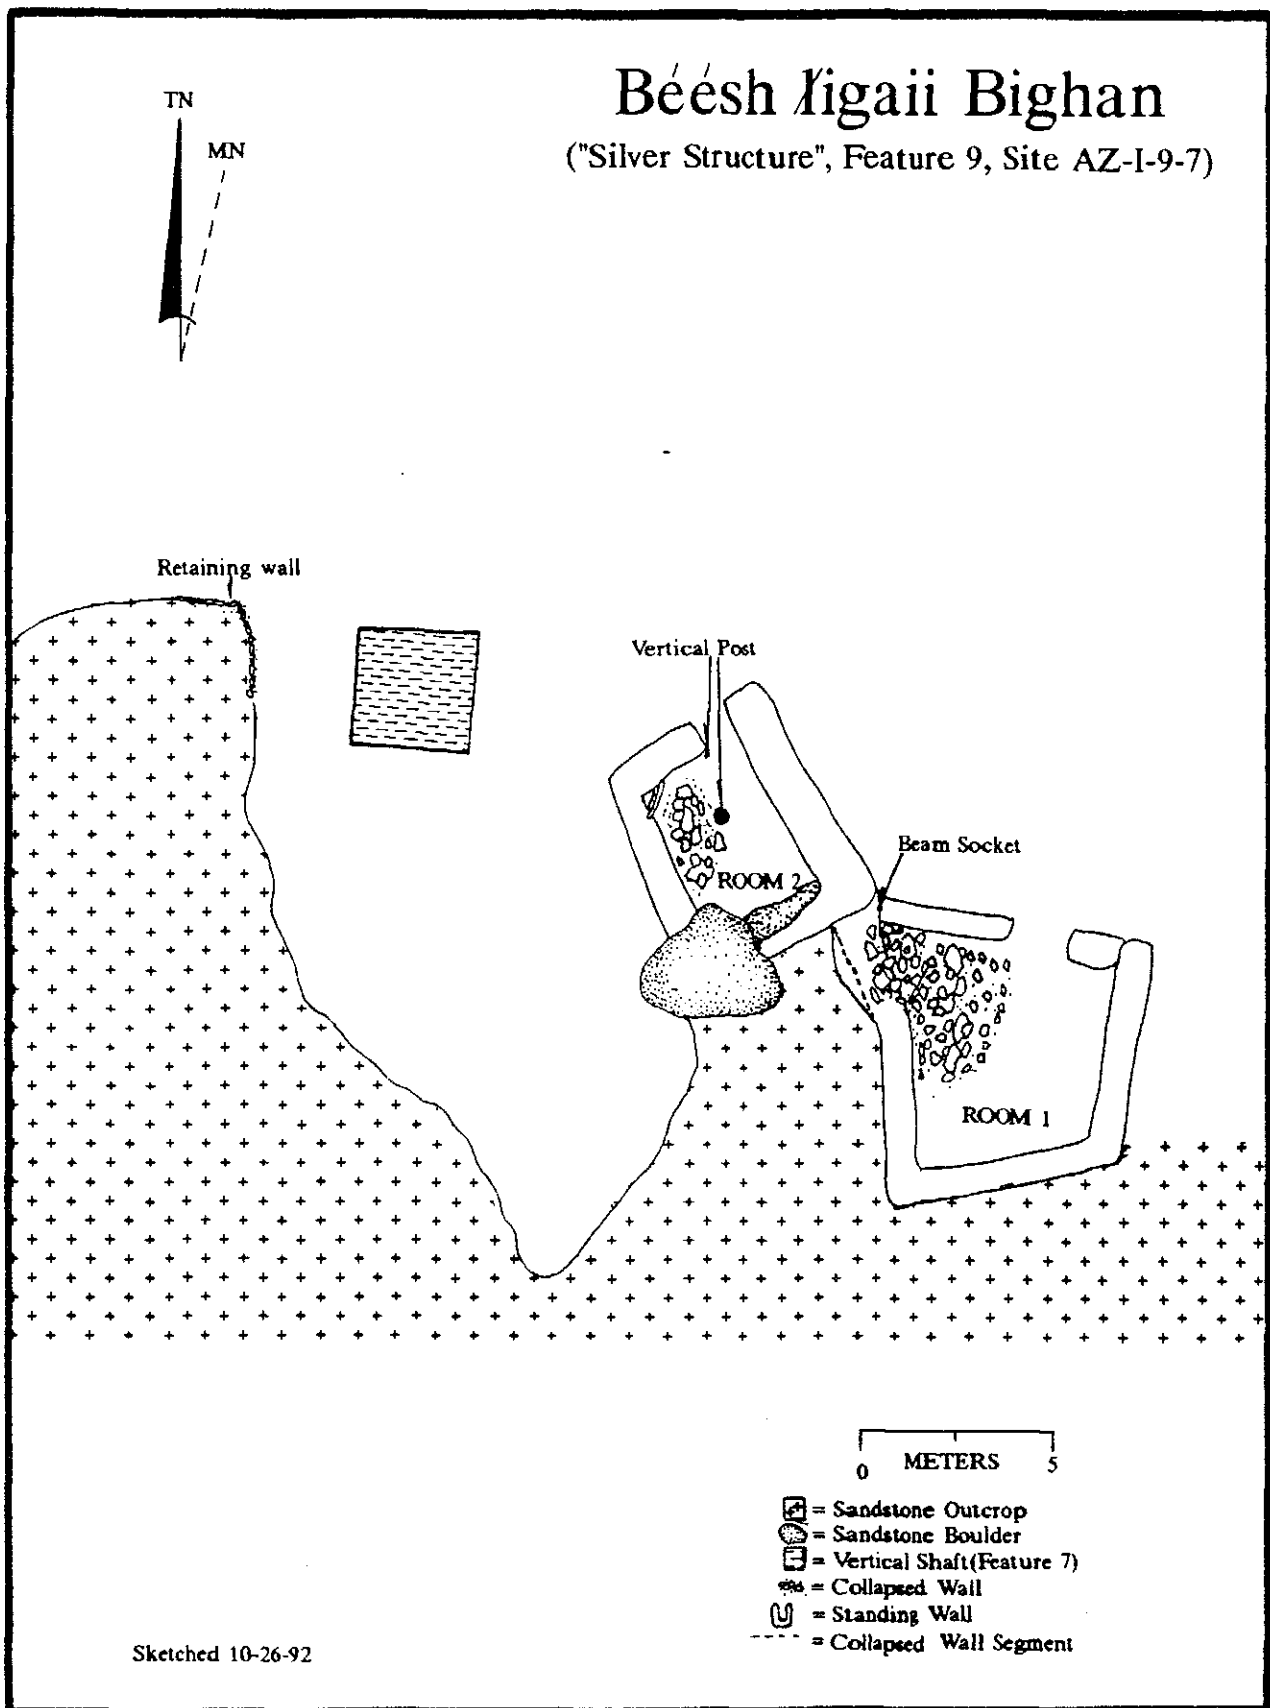 Béésh łigaii Bighan
("Silver Structure", Feature 9, Site AZ-I-9-7)
TN
MN
Retaining wall
Vertical Post
Beam Socket
ROOM 2
ROOM 1
0 METERS 5
= Sandstone Outcrop
= Sandstone Boulder
= Vertical Shaft(Feature 7)
= Collapsed Wall
= Standing Wall
= Collapsed Wall Segment
Sketched 10-26-92